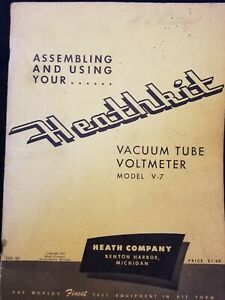 ASSEMBLING
AND USING
YOUR......
Heathkit
VACUUM TUBE
VOLTMETER
MODEL V-7
HEATH COMPANY
BENTON HARBOR,
MICHIGAN
PRICE $1.00
THE WORLD'S Finest TEST EQUIPMENT IN KIT FORM